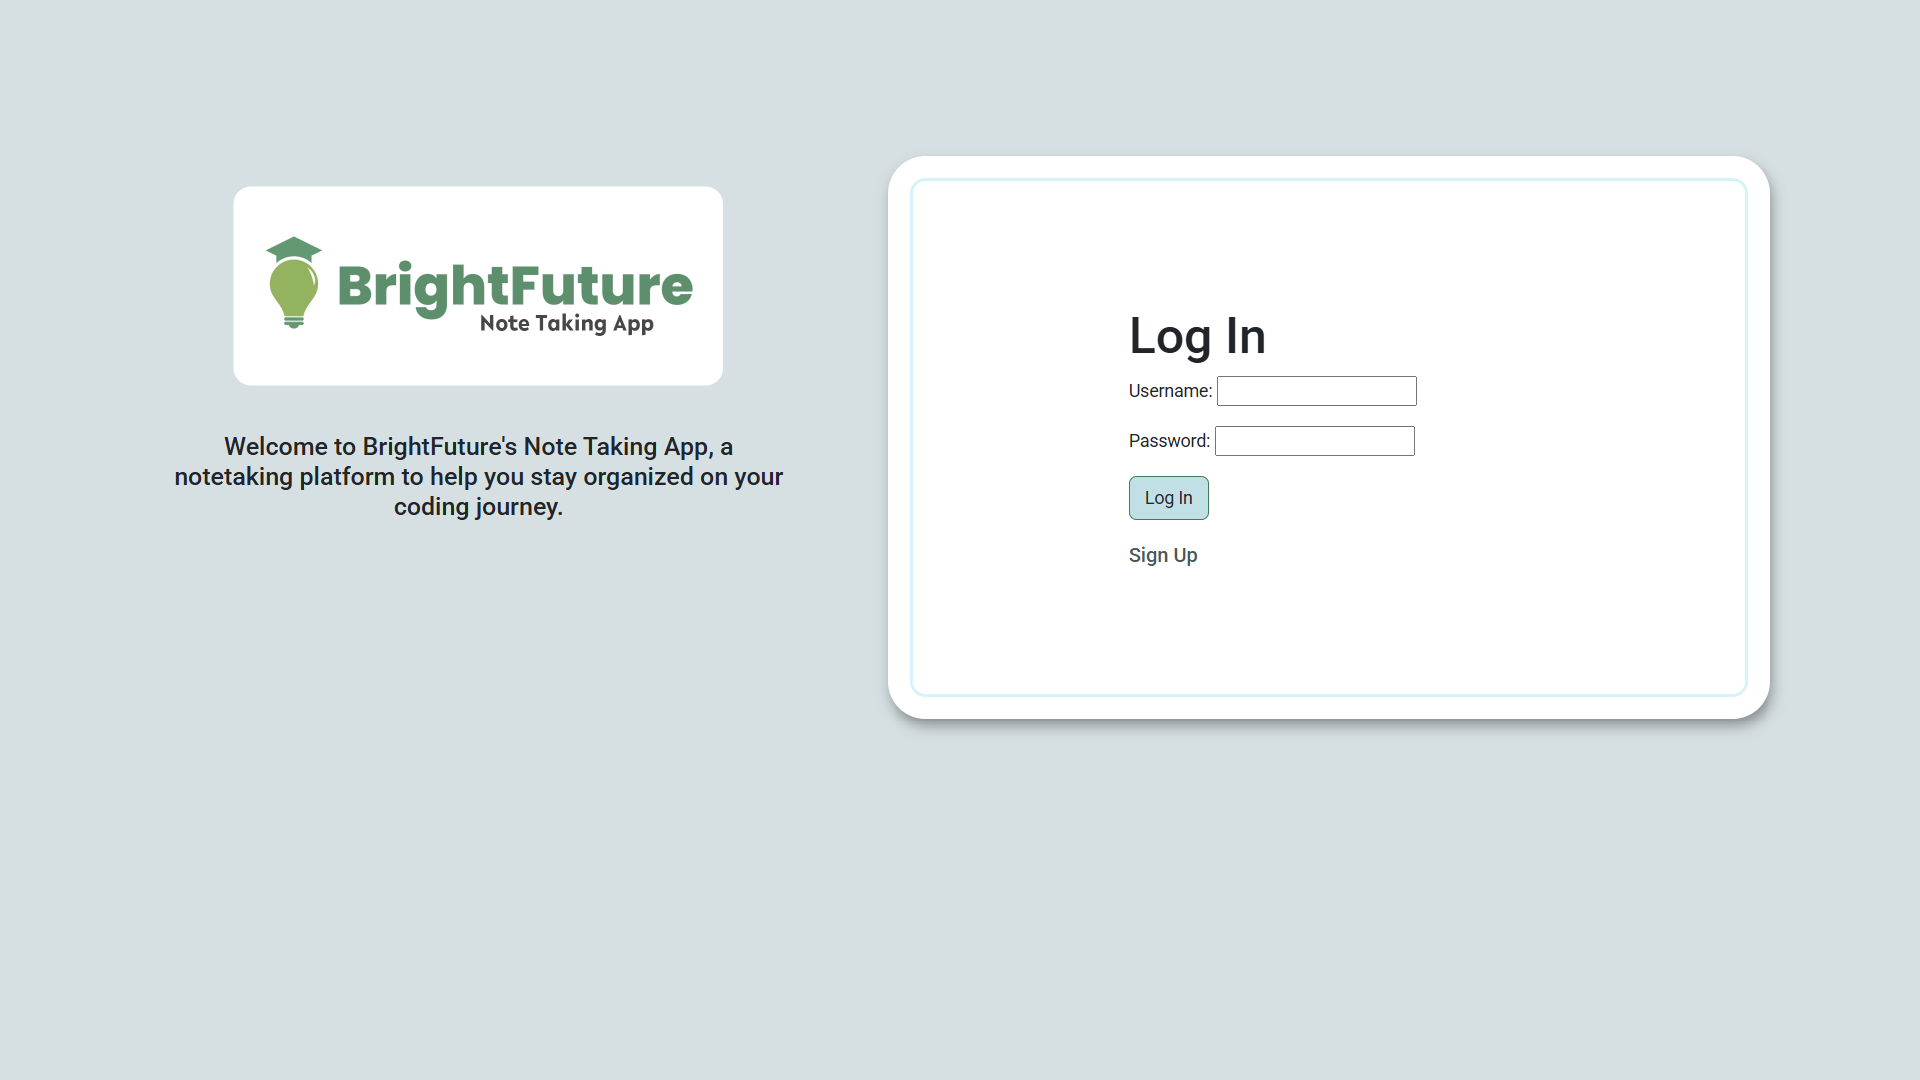 BrightFuture
Note Taking App
Welcome to BrightFuture's Note Taking App, a
notetaking platform to help you stay organized on your
coding journey.
Log In
Username:
Password:
Log In
Sign Up